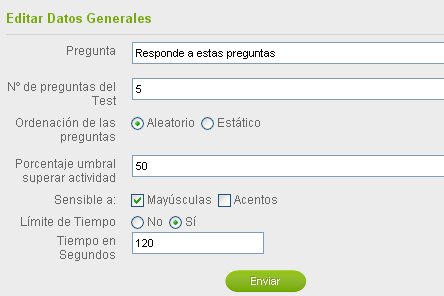 Editar Datos Generales
Pregunta Responde a estas preguntas
Nº de preguntas del 5
Test
Ordenación de las Aleatorio Estático
preguntas
Porcentaje umbral 50
superar actividad
Sensible a: Mayúsculas Acentos
Límite de Tiempo No Sí
Tiempo en 120
Segundos
Enviar